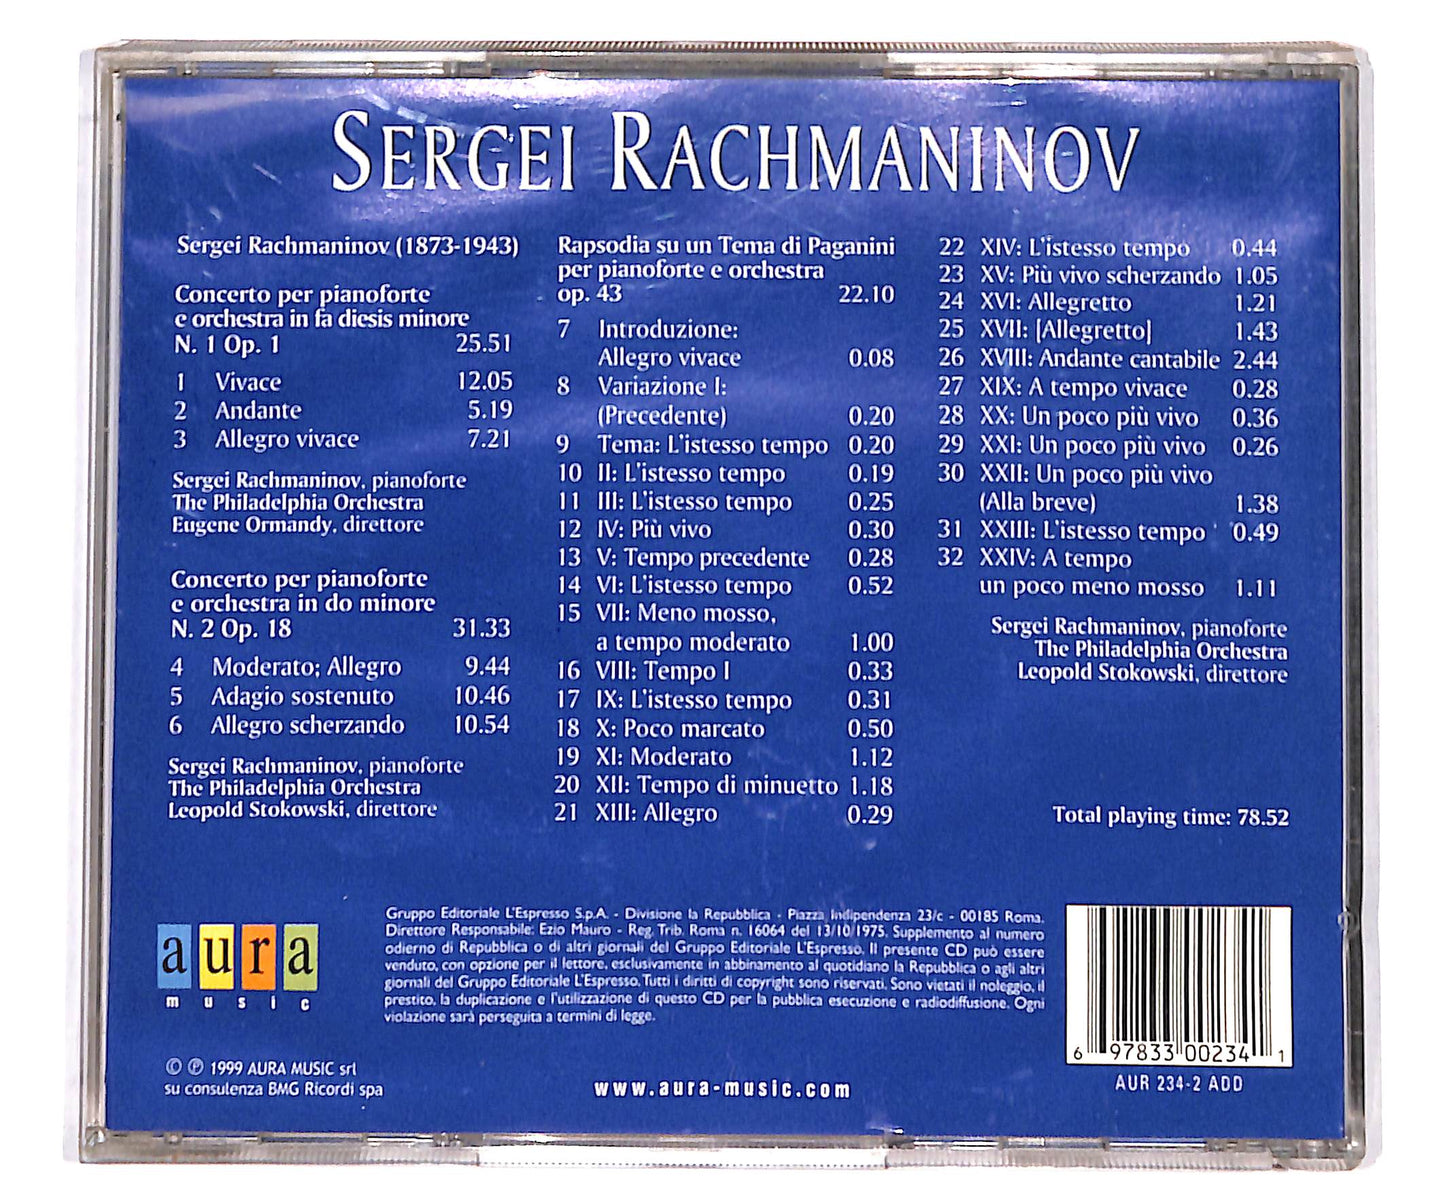 SERGEI RACHMANINOV
Sergei Rachmaninov (1873-1943)
Concerto per pianoforte
e orchestra in fa diesis minore
N. 1 Op. 1 25.51
1 Vivace 12.05
2 Andante 5.19
3 Allegro vivace 7.21
Sergei Rachmaninov, pianoforte
The Philadelphia Orchestra
Eugene Ormandy, direttore
Concerto per pianoforte
e orchestra in do minore
N. 2 Op. 18 31.33
4 Moderato; Allegro 9.44
5 Adagio sostenuto 10.46
6 Allegro scherzando 10.54
Sergei Rachmaninov, pianoforte
The Philadelphia Orchestra
Leopold Stokowski, direttore
Rapsodia su un Tema di Paganini
per pianoforte e orchestra
op. 43 22.10
7 Introduzione:
Allegro vivace 0.08
8 Variazione I:
(Precedente) 0.20
9 Tema: L'istesso tempo 0.20
10 II: L'istesso tempo 0.19
11 III: L'istesso tempo 0.25
12 IV: Più vivo 0.30
13 V: Tempo precedente 0.28
14 VI: L'istesso tempo 0.52
15 VII: Meno mosso,
a tempo moderato 1.00
16 VIII: Tempo I 0.33
17 IX: L'istesso tempo 0.31
18 X: Poco marcato 0.50
19 XI: Moderato 1.12
20 XII: Tempo di minuetto 1.18
21 XIII: Allegro 0.29
22 XIV: L'istesso tempo 0.44
23 XV: Più vivo scherzando 1.05
24 XVI: Allegretto 1.21
25 XVII: [Allegretto] 1.43
26 XVIII: Andante cantabile 2.44
27 XIX: A tempo vivace 0.28
28 XX: Un poco più vivo 0.36
29 XXI: Un poco più vivo 0.26
30 XXII: Un poco più vivo
(Alla breve) 1.38
31 XXIII: L'istesso tempo 0.49
32 XXIV: A tempo
un poco meno mosso 1.11
Sergei Rachmaninov, pianoforte
The Philadelphia Orchestra
Leopold Stokowski, direttore
Total playing time: 78.52
aura
music
Gruppo Editoriale L'Espresso S.p.A. - Divisione la Repubblica - Piazza Indipendenza 23/c - 00185 Roma.
Direttore Responsabile: Ezio Mauro - Reg. Trib. Roma n. 16064 del 13/10/1975. Supplemento al numero
odierno di Repubblica o di altri giornali del Gruppo Editoriale L'Espresso. Il presente CD può essere
venduto, con opzione per il lettore, esclusivamente in abbinamento al quotidiano la Repubblica o agli altri
giornali del Gruppo Editoriale L'Espresso. Tutti i diritti di copyright sono riservati. Sono vietati il noleggio, il
prestito, la duplicazione e l'utilizzazione di questo CD per la pubblica esecuzione e radiodiffusione. Ogni
violazione sarà perseguita a termini di legge.
© ℗ 1999 AURA MUSIC srl
su consulenza BMG Ricordi spa
www.aura-music.com
6 97833 00234 1
AUR 234-2 ADD